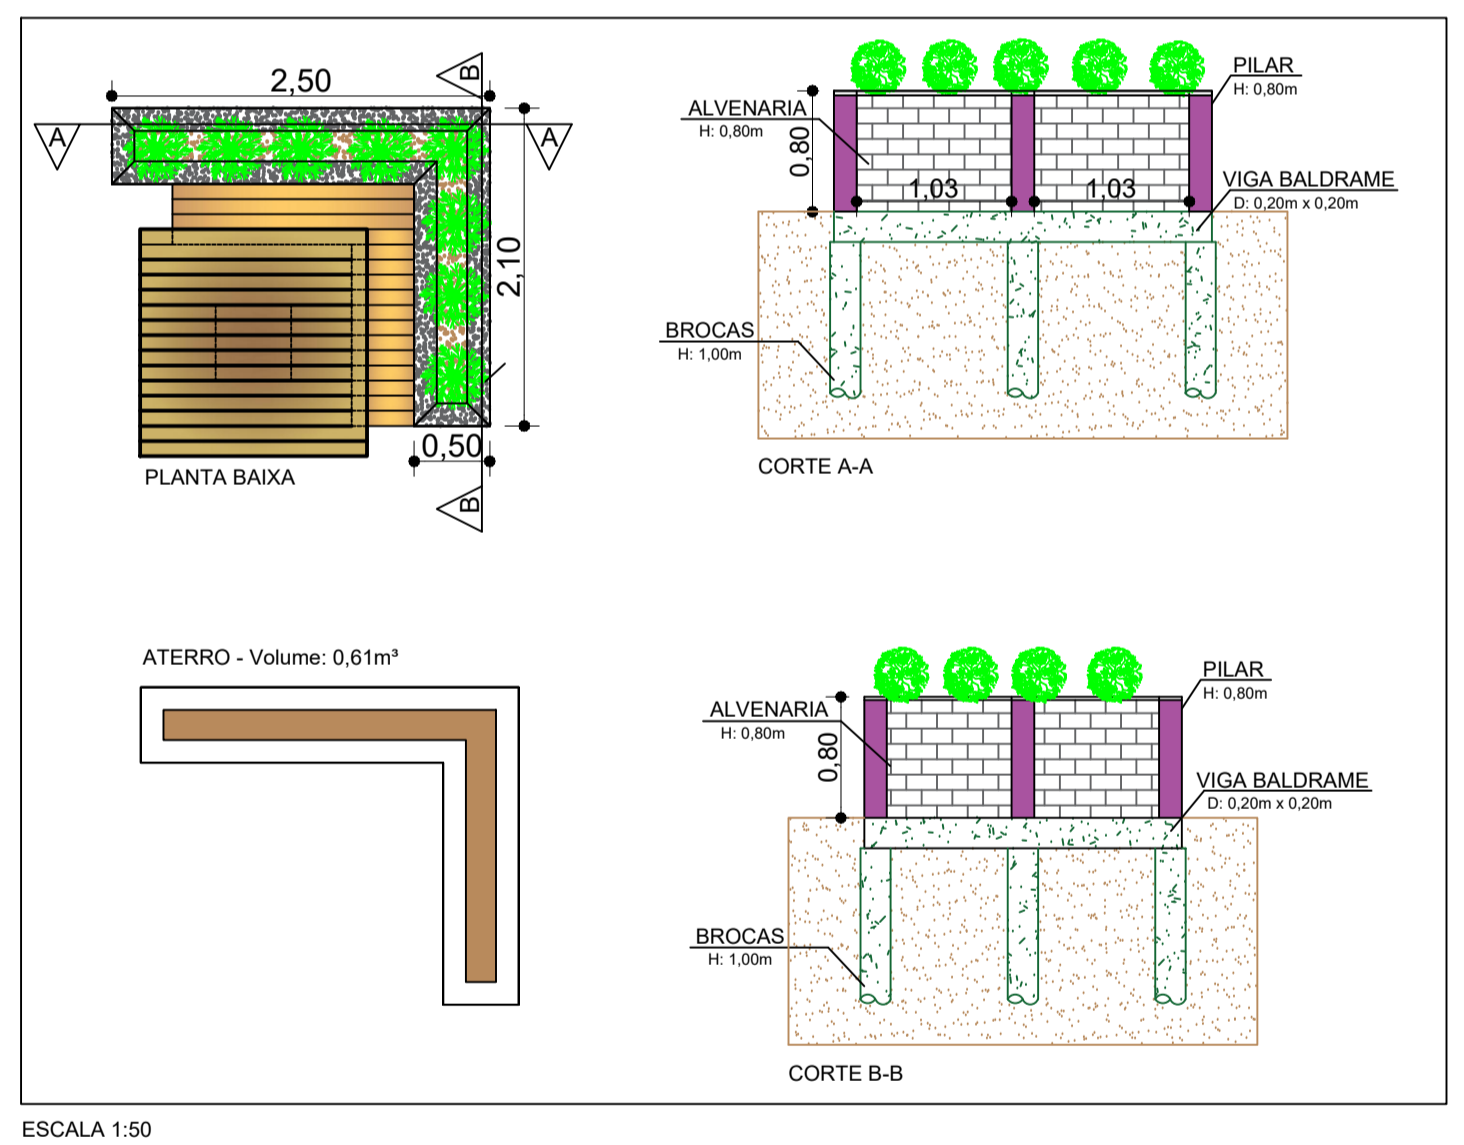 2,50
B
A
A
2,10
0,50
B
PLANTA BAIXA
PILAR
H: 0,80m
ALVENARIA
H: 0,80m
0,80
1,03
1,03
VIGA BALDRAME
D: 0,20m x 0,20m
BROCAS
H: 1,00m
CORTE A-A
ATERRO - Volume: 0,61m³
PILAR
H: 0,80m
ALVENARIA
H: 0,80m
0,80
VIGA BALDRAME
D: 0,20m x 0,20m
BROCAS
H: 1,00m
CORTE B-B
ESCALA 1:50